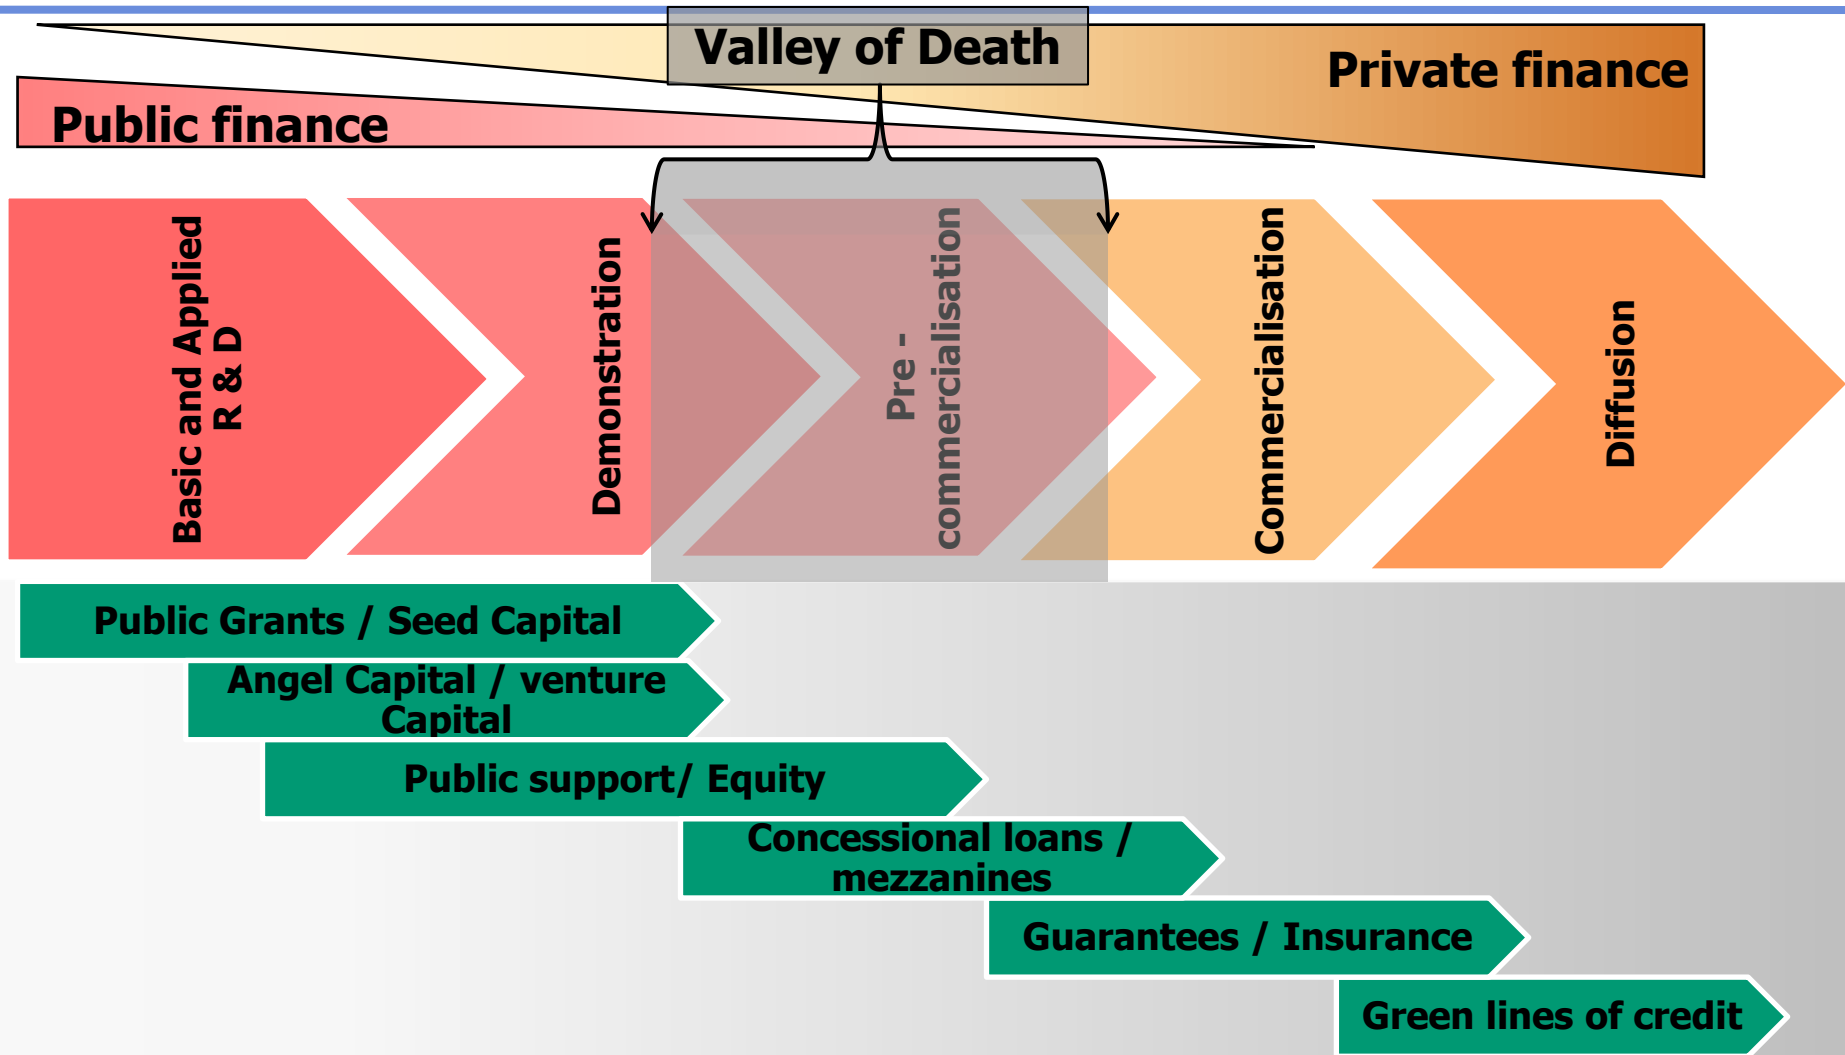 Valley of Death
Private finance
Public finance
Basic and Applied
R & D
Demonstration
Pre -
commercialisation
Commercialisation
Diffusion
Public Grants / Seed Capital
Angel Capital / venture
Capital
Public support/ Equity
Concessional loans /
mezzanines
Guarantees / Insurance
Green lines of credit